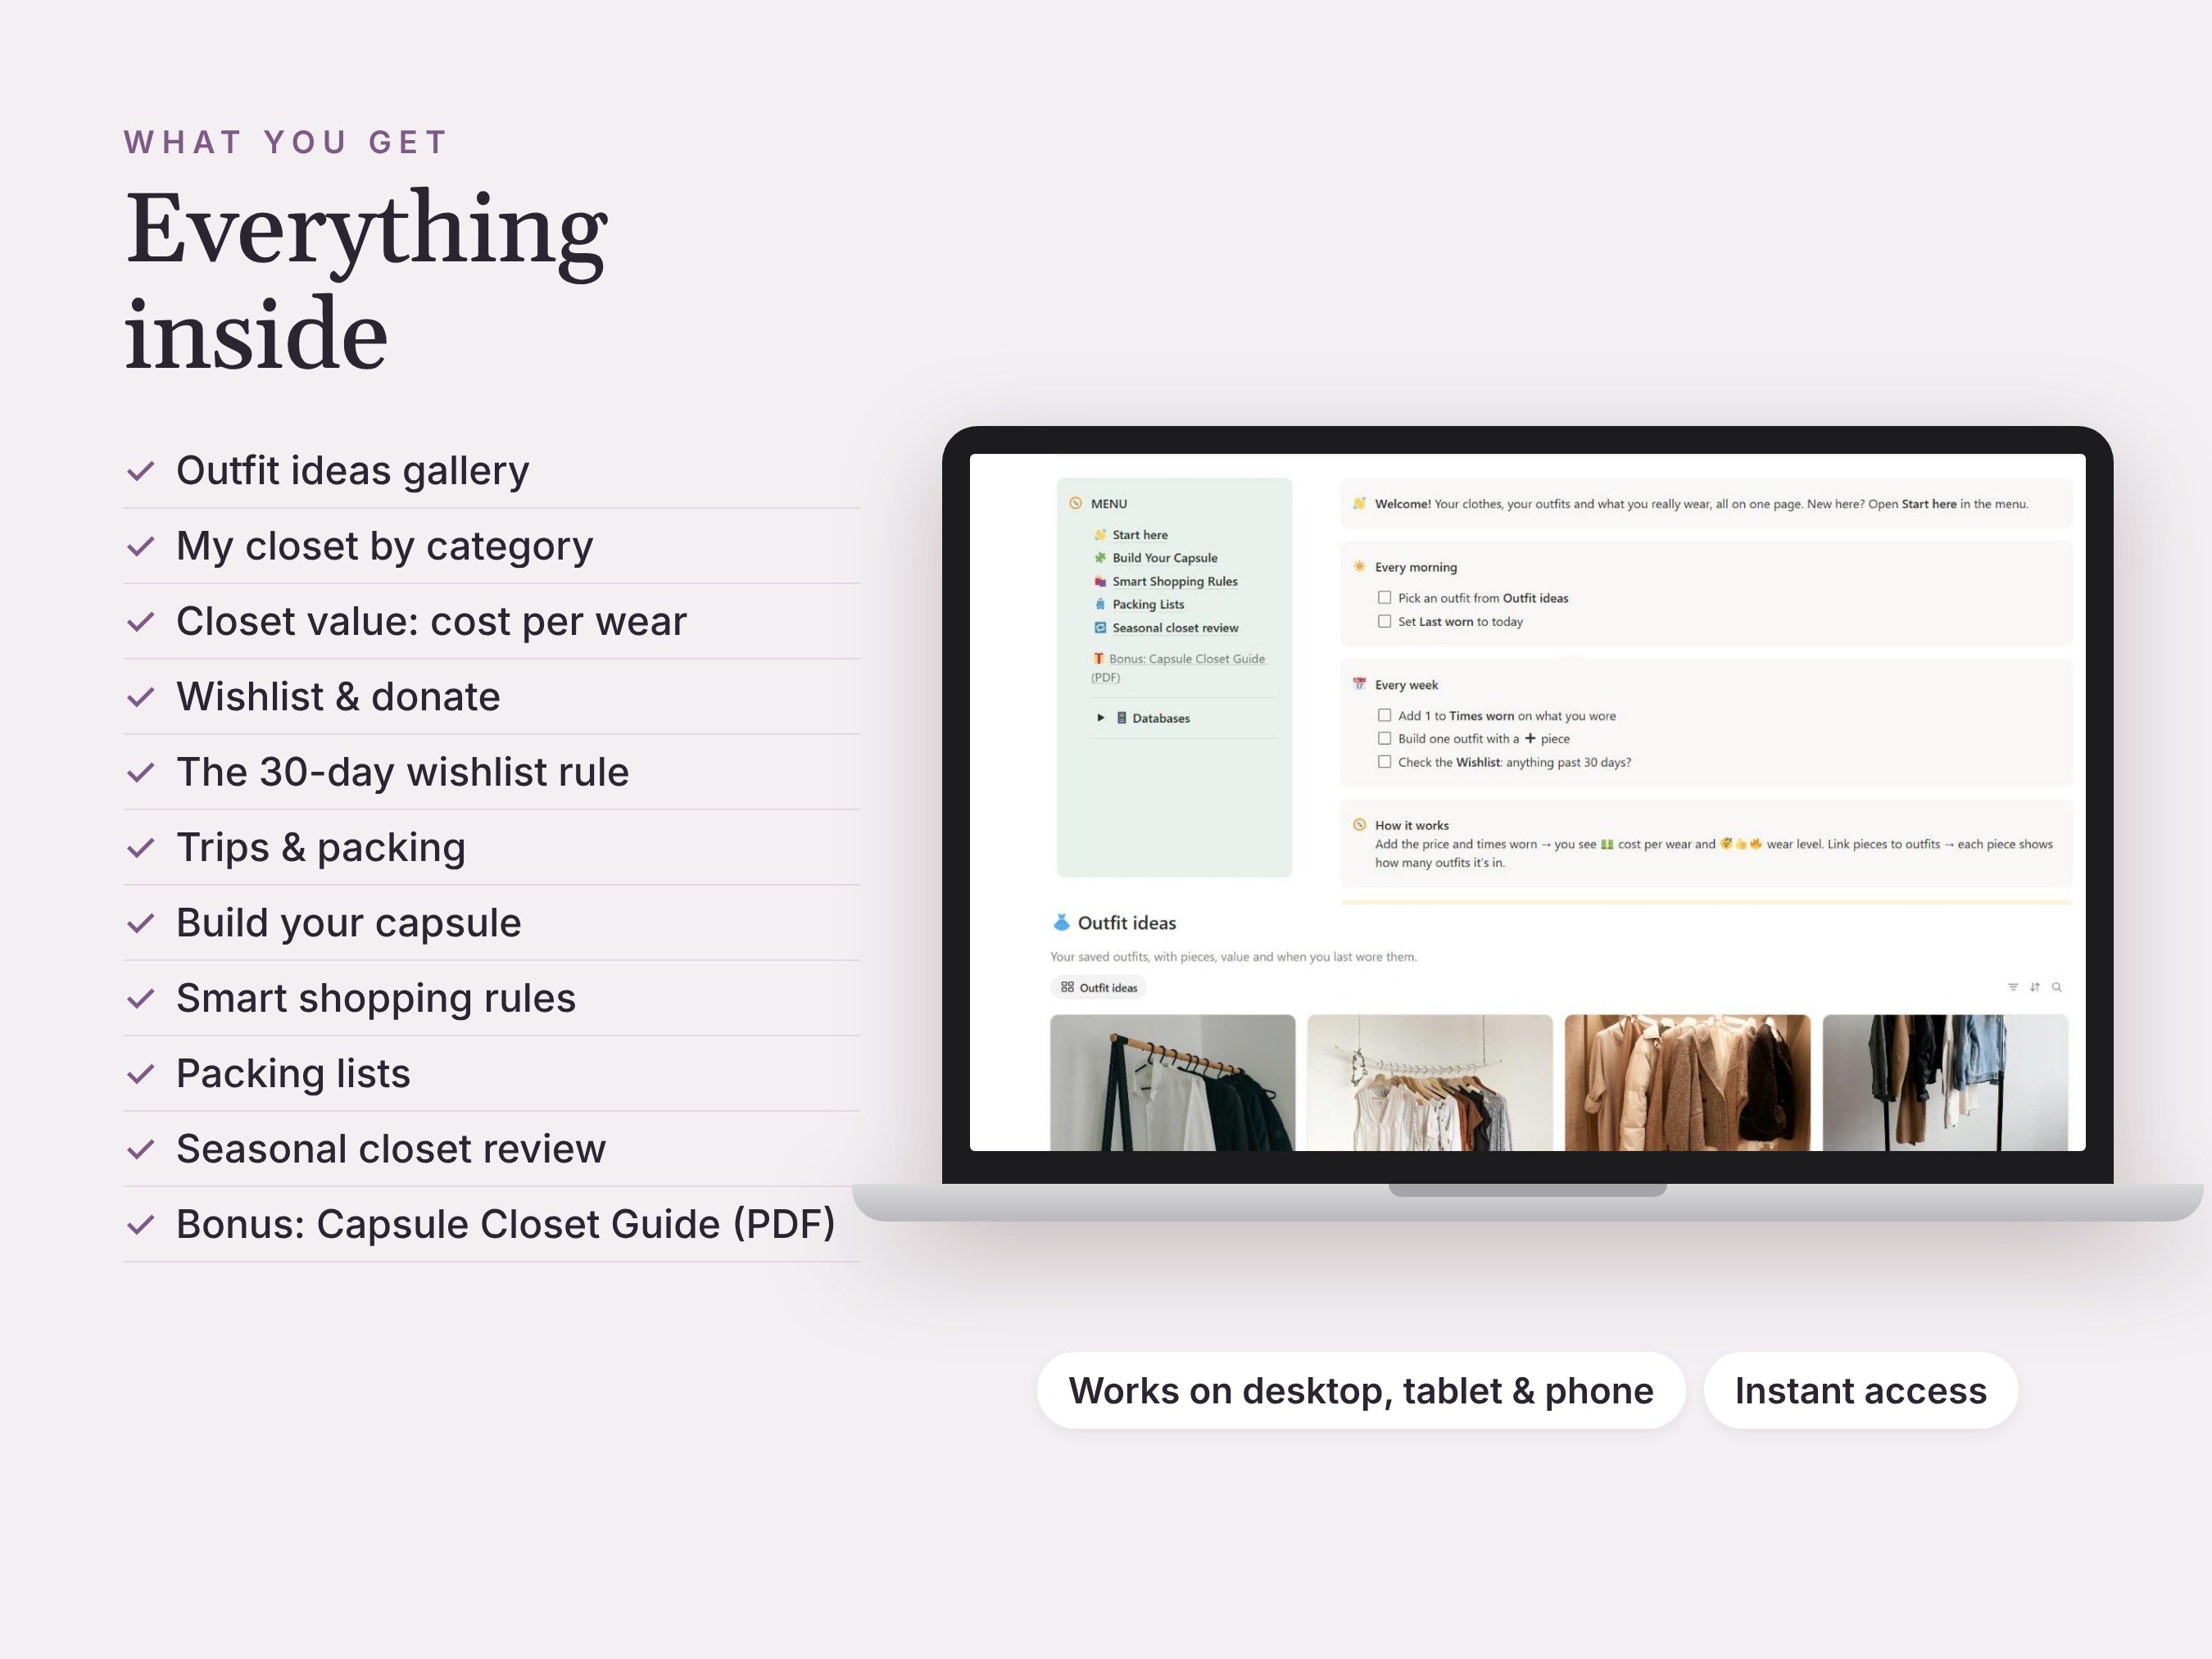 WHAT YOU GET
Everything
inside
Outfit ideas gallery
My closet by category
Closet value: cost per wear
Wishlist & donate
The 30-day wishlist rule
Trips & packing
Build your capsule
Smart shopping rules
Packing lists
Seasonal closet review
Bonus: Capsule Closet Guide (PDF)
MENU
Start here
Build Your Capsule
Smart Shopping Rules
Packing Lists
Seasonal closet review
Bonus: Capsule Closet Guide
(PDF)
Databases
Welcome! Your clothes, your outfits and what you really wear, all on one page. New here? Open Start here in the menu.
Every morning
Pick an outfit from Outfit ideas
Set Last worn to today
Every week
Add 1 to Times worn on what you wore
Build one outfit with a ➕ piece
Check the Wishlist: anything past 30 days?
How it works
Add the price and times worn → you see 💵 cost per wear and 😴👍🔥 wear level. Link pieces to outfits → each piece shows
how many outfits it's in.
Outfit ideas
Your saved outfits, with pieces, value and when you last wore them.
Outfit ideas
Works on desktop, tablet & phone
Instant access